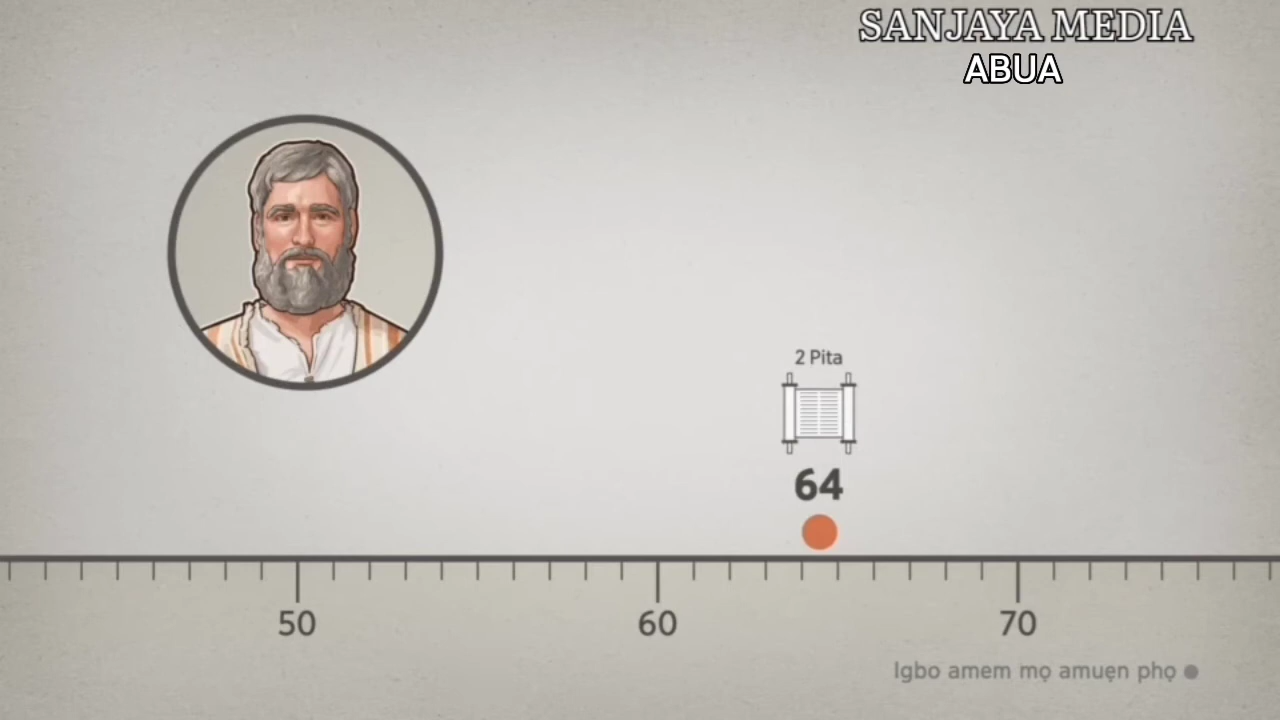 SANJAYA MEDIA
ABUA
2 Pita
64
50 60 70
Igbo amem mọ amuẹn phọ